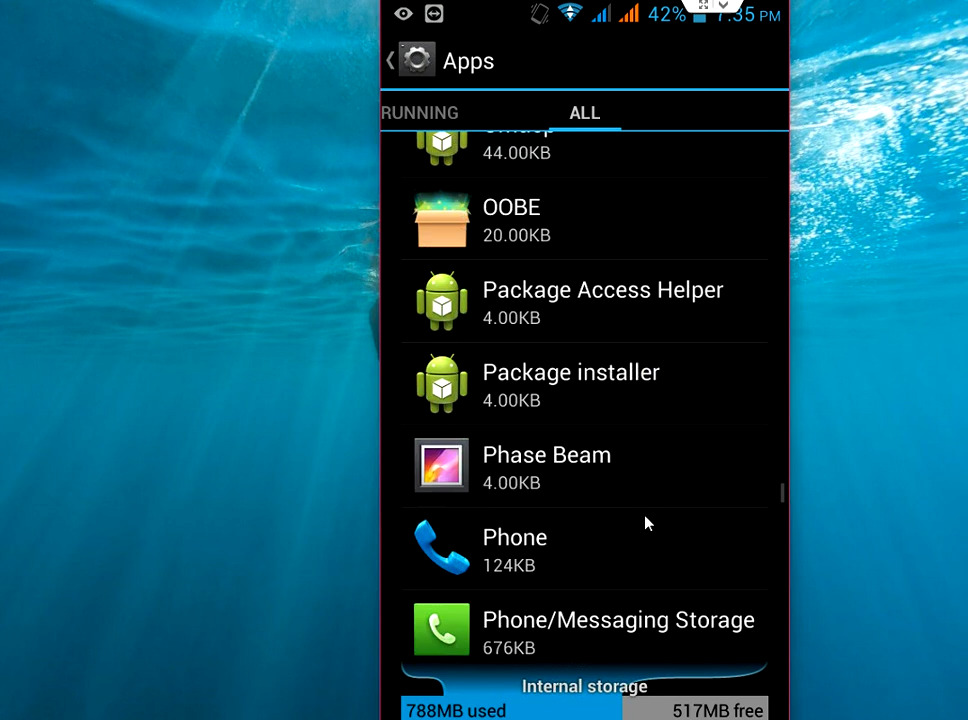 42% 7:35 PM
Apps
RUNNING
ALL
44.00KB
OOBE
20.00KB
Package Access Helper
4.00KB
Package installer
4.00KB
Phase Beam
4.00KB
Phone
124KB
Phone/Messaging Storage
676KB
Internal storage
788MB used
517MB free